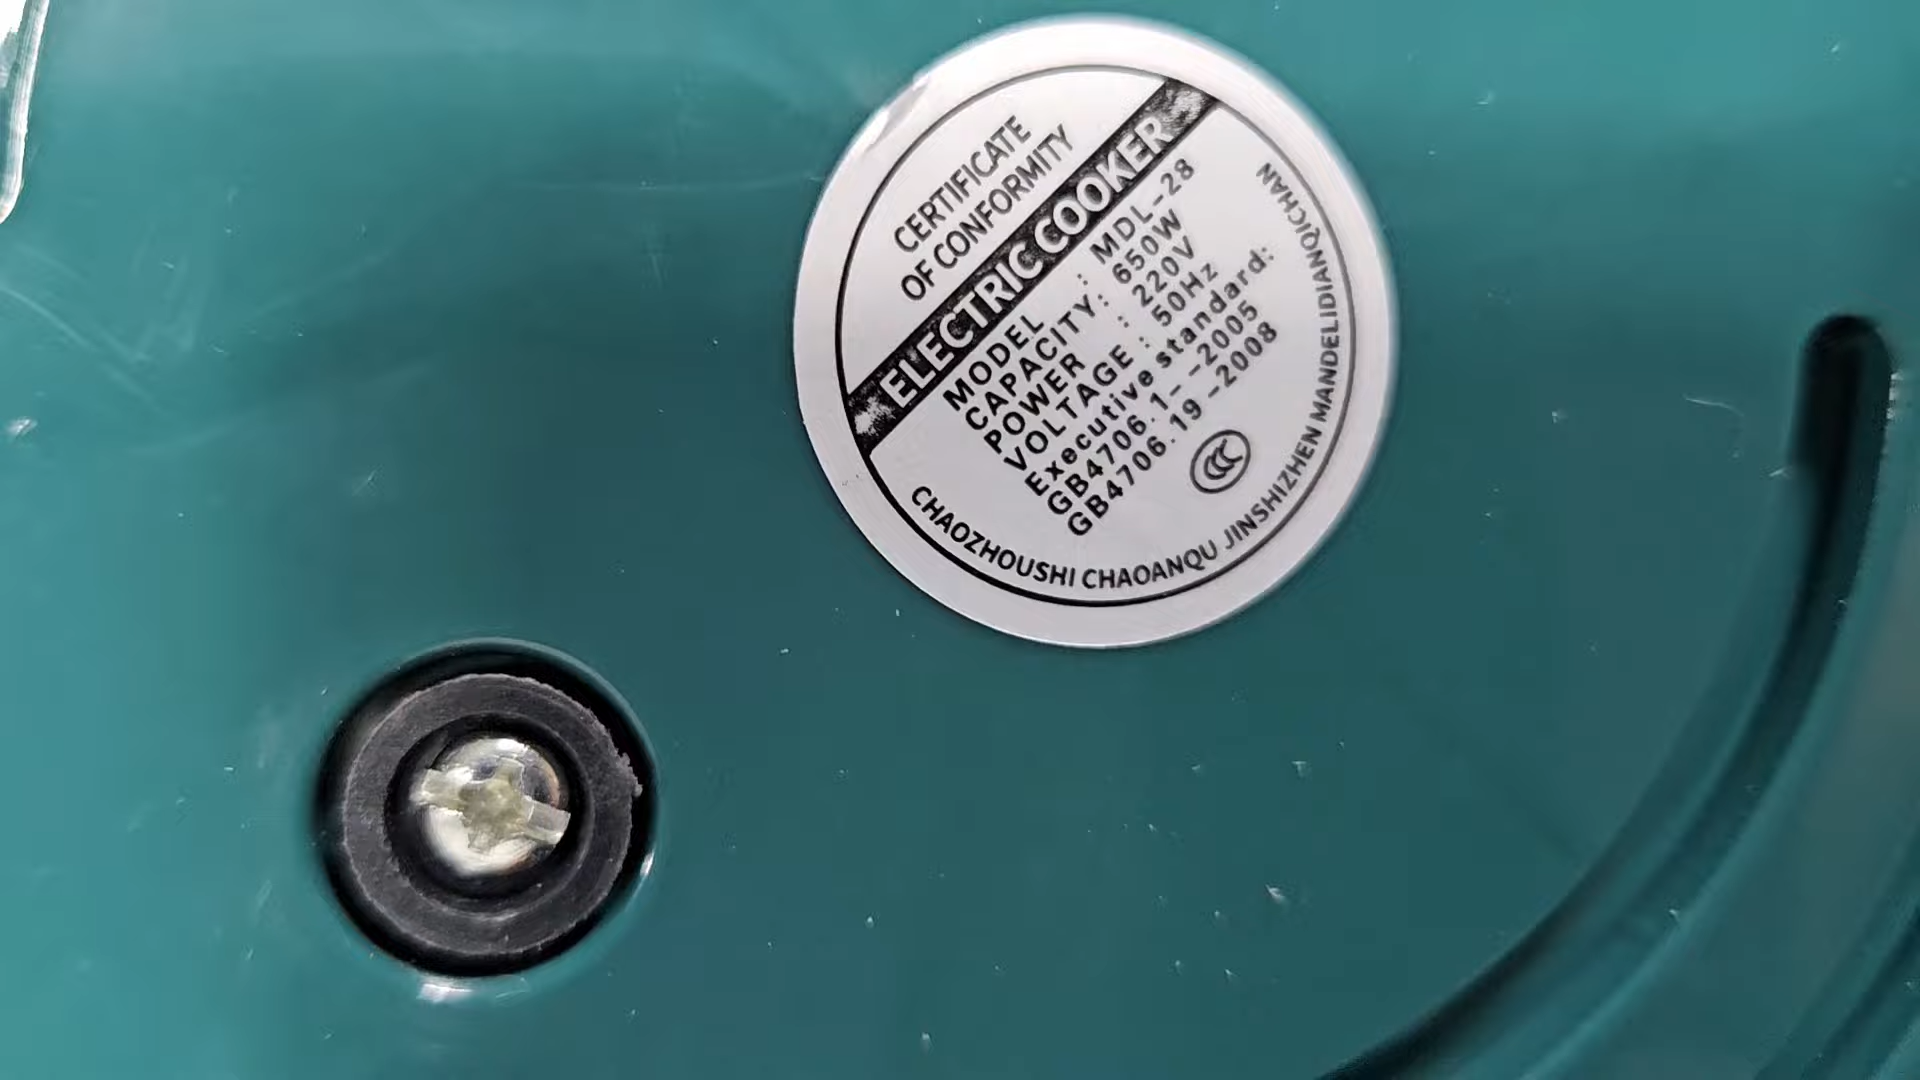 CERTIFICATE
OF CONFORMITY
ELECTRIC COOKER
MODEL : MDL-28
CAPACITY: 650W
POWER : 220V
VOLTAGE : 50Hz
Executive standard:
GB4706.1--2005
GB4706.19-2008
CCC
CHAOZHOUSHI CHAOANQU JINSHIZHEN MANDELIDIANQICHAN